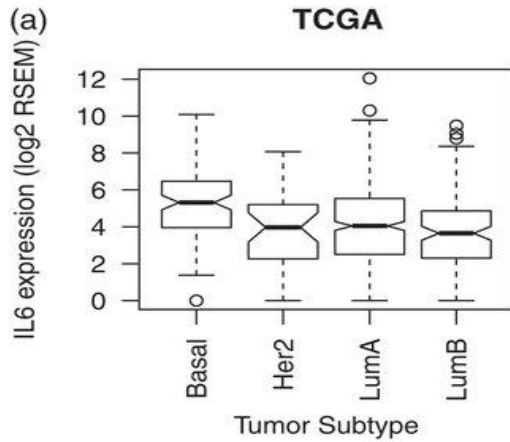 (a)
TCGA
IL6 expression (log2 RSEM)
12
10
8
6
4
2
0
Basal
Her2
LumA
LumB
Tumor Subtype